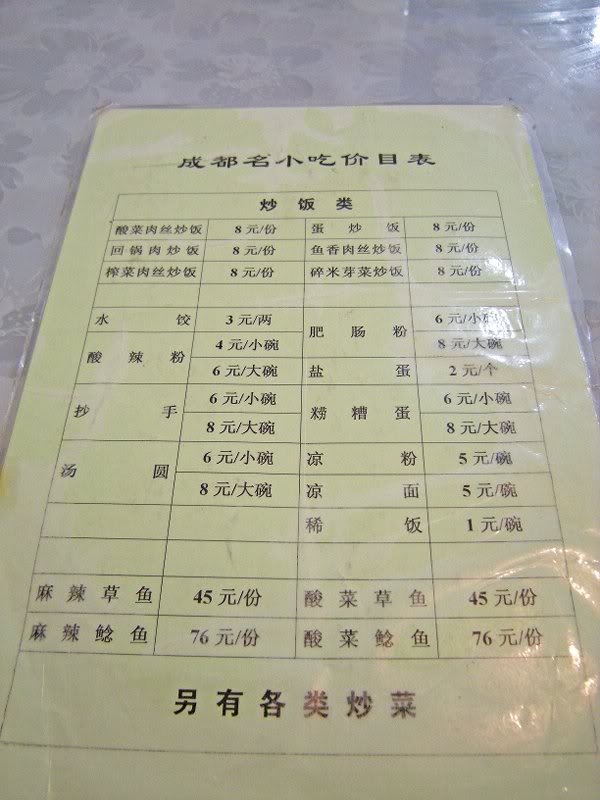 成都名小吃价目表
炒饭类
酸菜肉丝炒饭 8元/份 蛋炒饭 8元/份
回锅肉炒饭 8元/份 鱼香肉丝炒饭 8元/份
榨菜肉丝炒饭 8元/份 碎米芽菜炒饭 8元/份
水饺 3元/两 肥肠粉 6元/小碗
8元/大碗
酸辣粉 4元/小碗
6元/大碗
盐蛋 2元/个
抄手 6元/小碗
8元/大碗
捞糟蛋 6元/小碗
8元/大碗
汤圆 6元/小碗
8元/大碗
凉粉 5元/碗
凉面 5元/碗
稀饭 1元/碗
麻辣草鱼 45元/份 酸菜草鱼 45元/份
麻辣鲶鱼 76元/份 酸菜鲶鱼 76元/份
另有各类炒菜